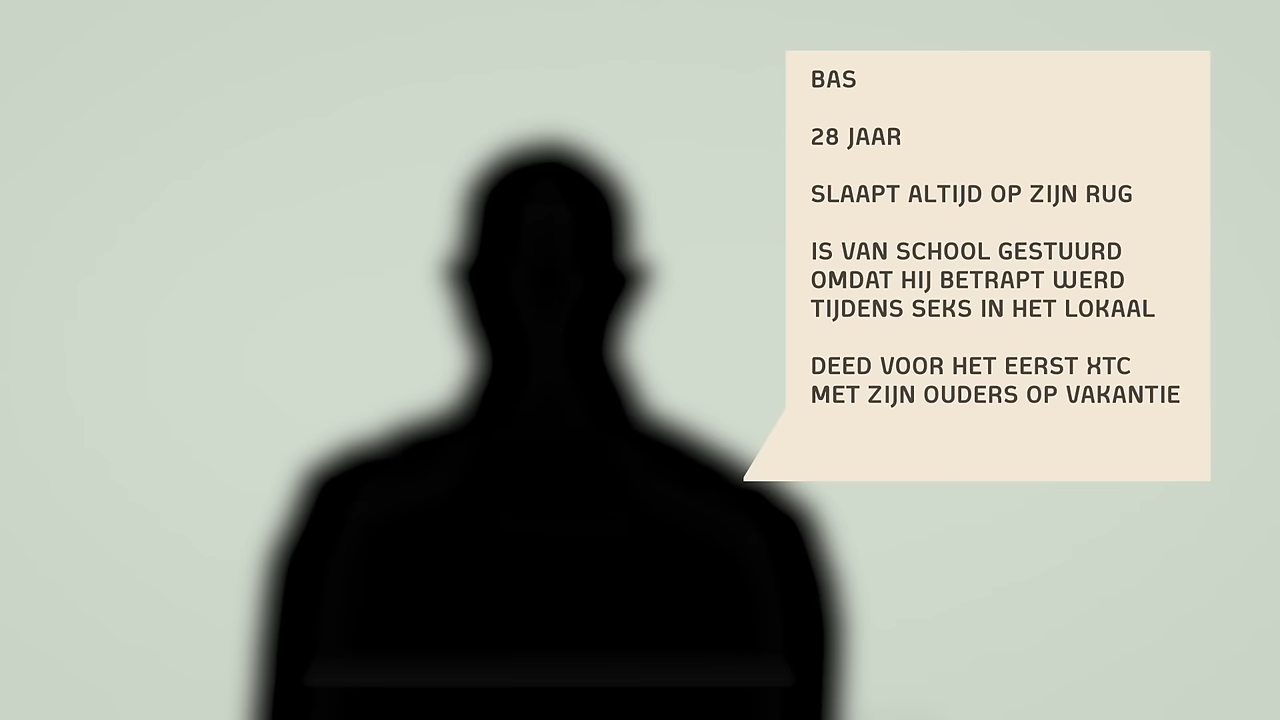 BAS
28 JAAR
SLAAPT ALTIJD OP ZIJN RUG
IS VAN SCHOOL GESTUURD
OMDAT HIJ BETRAPT WERD
TIJDENS SEKS IN HET LOKAAL
DEED VOOR HET EERST XTC
MET ZIJN OUDERS OP VAKANTIE